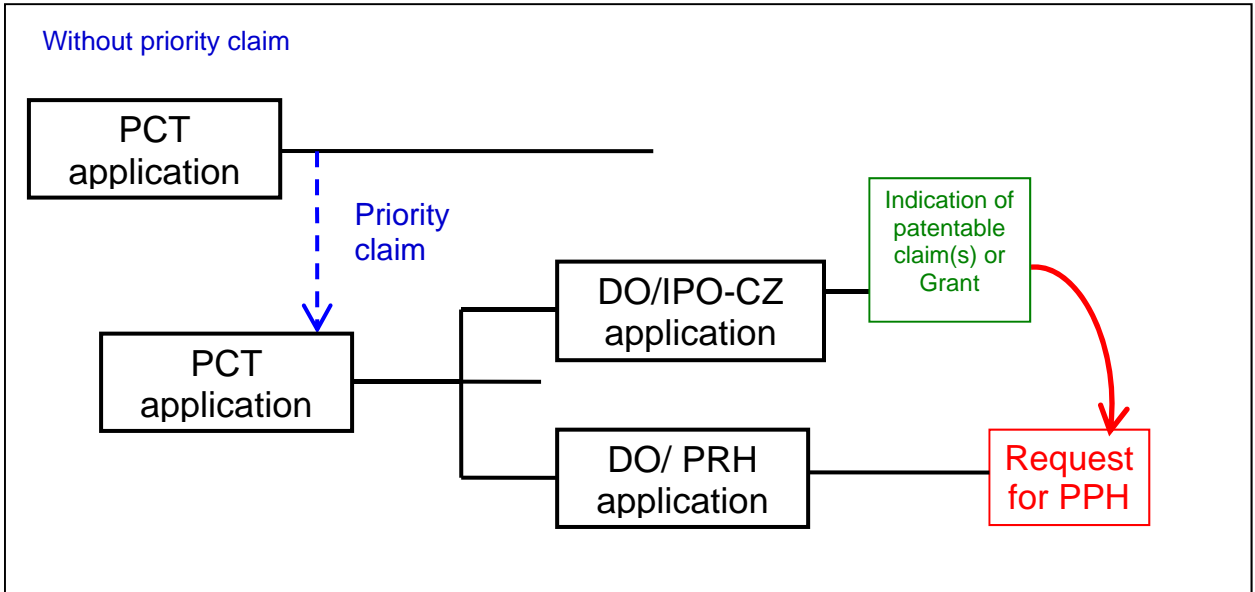 Without priority claim
PCT
application
Priority
claim
Indication of
patentable
claim(s) or
Grant
DO/IPO-CZ
application
PCT
application
DO/ PRH
application
Request
for PPH